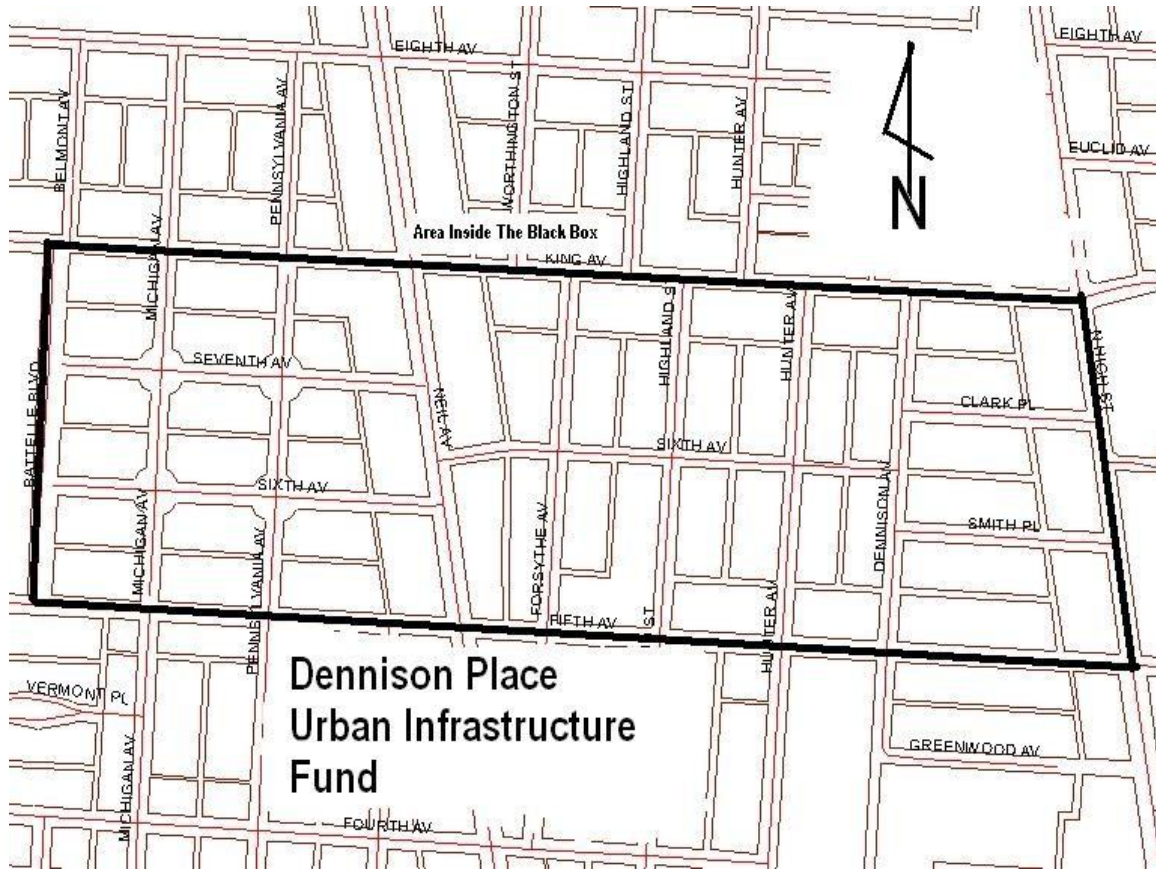 EIGHTH AV
EIGHTH AV
BELMONT AV
PENNSYLVANIA AV
WORTHINGTON ST
HIGHLAND ST
HUNTER AV
EUCLID AV
N
MICHIGAN AV
Area Inside The Black Box
KING AV
BATTELLE BLVD
SEVENTH AV
NEIL AV
HIGHLAND S
HUNTER AV
N HIGH ST
CLARK PL
SIXTH AV
SIXTH AV
MICHIGAN AV
PENNSYLVANIA AV
FORSYTHE AV
DENNISON AV
SMITH PL
FIFTH AV
ST
HUNTER AV
Dennison Place
Urban Infrastructure
Fund
VERMONT PL
MICHIGAN AV
GREENWOOD AV
FOURTH AV